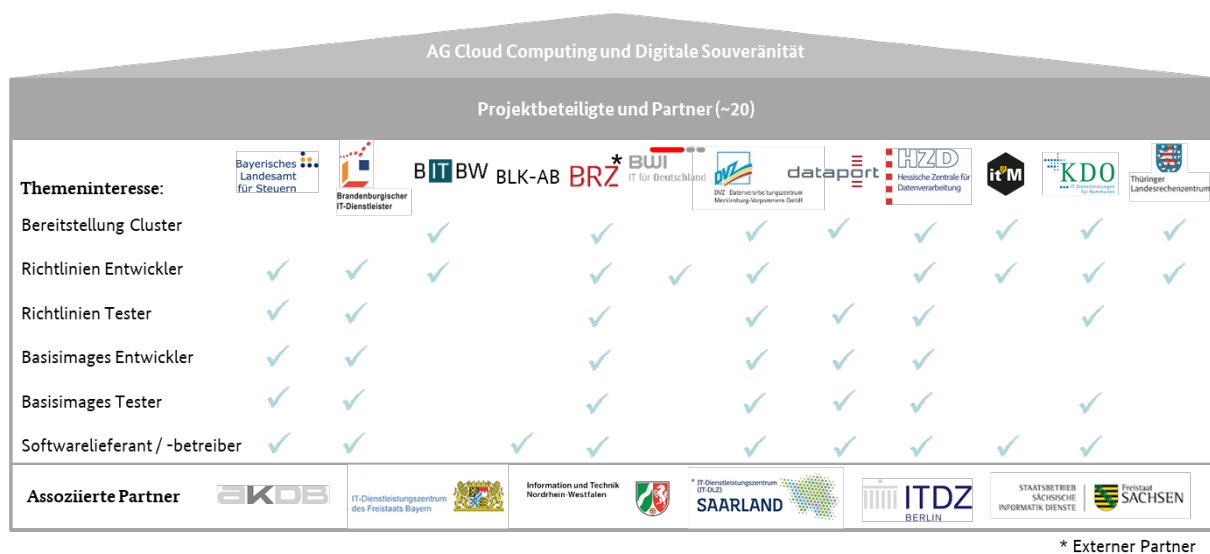 AG Cloud Computing und Digitale Souveränität
Projektbeteiligte und Partner (~20)
Themeninteresse:
Bayerisches
Landesamt
für Steuern
Brandenburgischer
IT-Dienstleister
BITBW
BLK-AB
BRZ*
BWI
IT für Deutschland
DVZ
DVZ Datenverarbeitungszentrum
Mecklenburg-Vorpommern GmbH
dataport
HZD
Hessische Zentrale für
Datenverarbeitung
it'M
KDO
IT Dienstleistungen
für Kommunen
Thüringer
Landesrechenzentrum
Bereitstellung Cluster
Richtlinien Entwickler
Richtlinien Tester
Basisimages Entwickler
Basisimages Tester
Softwarelieferant / -betreiber
Assoziierte Partner
AKDB
IT-Dienstleistungszentrum
des Freistaats Bayern
Information und Technik
Nordrhein-Westfalen
* IT-Dienstleistungszentrum
(IT-DLZ)
SAARLAND
ITDZ
BERLIN
STAATSBETRIEB
SÄCHSISCHE
INFORMATIK DIENSTE
Freistaat
SACHSEN
* Externer Partner